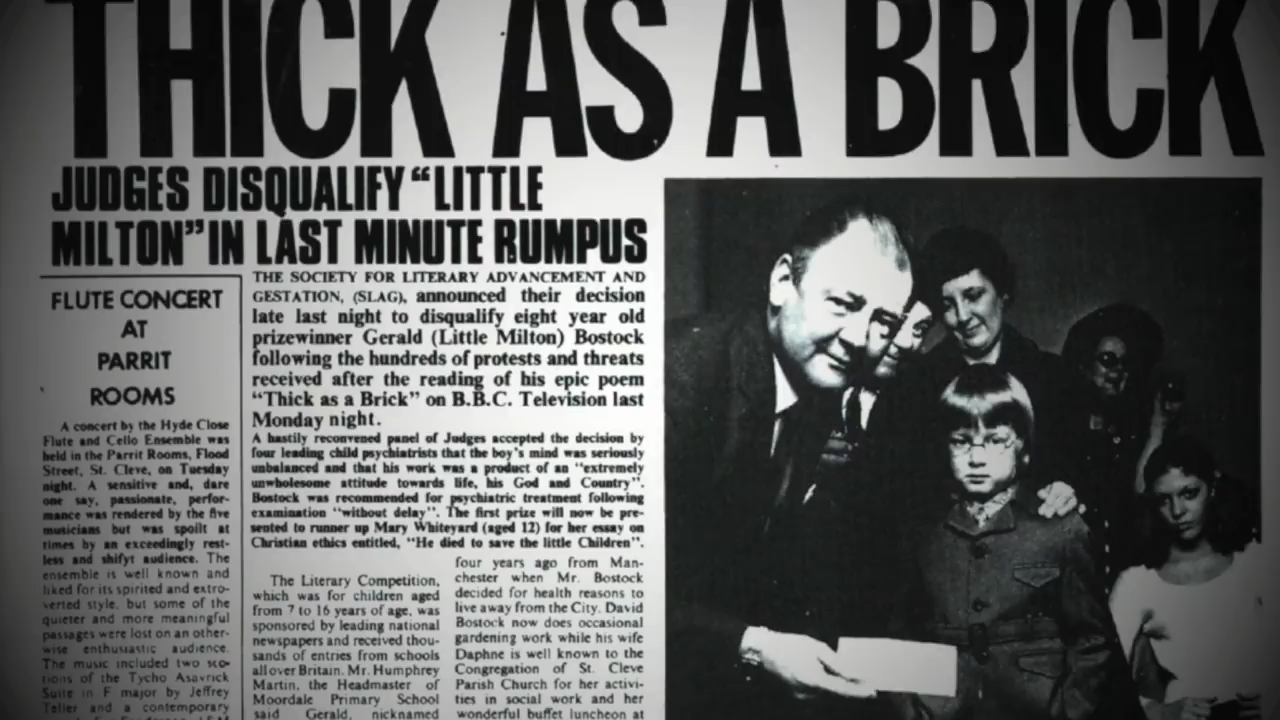 THICK AS A BRICK
JUDGES DISQUALIFY “LITTLE
MILTON” IN LAST MINUTE RUMPUS
FLUTE CONCERT
AT
PARRIT
ROOMS
A concert by the Hyde Close
Flute and Cello Ensemble was
held in the Parrit Rooms, Flood
Street, St. Cleve, on Tuesday
night. A sensitive and, dare
one say, passionate, perfor-
mance was rendered by the five
musicians but was spoilt at
times by an exceedingly rest-
less and shifyt audience. The
ensemble is well known and
liked for its spirited and extro-
verted style, but some of the
quieter and more meaningful
passages were lost on an other-
wise enthusiastic audience.
The music included two sec-
tions of the Tycho Asavrick
Suite in F major by Jeffrey
Teller and a contemporary
THE SOCIETY FOR LITERARY ADVANCEMENT AND
GESTATION, (SLAG), announced their decision
late last night to disqualify eight year old
prizewinner Gerald (Little Milton) Bostock
following the hundreds of protests and threats
received after the reading of his epic poem
“Thick as a Brick” on B.B.C. Television last
Monday night.
A hastily reconvened panel of Judges accepted the decision by
four leading child psychiatrists that the boy’s mind was seriously
unbalanced and that his work was a product of an “extremely
unwholesome attitude towards life, his God and Country”.
Bostock was recommended for psychiatric treatment following
examination “without delay”. The first prize will now be pre-
sented to runner up Mary Whiteyard (aged 12) for her essay on
Christian ethics entitled, “He died to save the little Children”.
The Literary Competition,
which was for children aged
from 7 to 16 years of age, was
sponsored by leading national
newspapers and received thou-
sands of entries from schools
all over Britain. Mr. Humphrey
Martin, the Headmaster of
Moordale Primary School
said Gerald, nicknamed
four years ago from Man-
chester when Mr. Bostock
decided for health reasons to
live away from the City. David
Bostock now does occasional
gardening work while his wife
Daphne is well known to the
Congregation of St. Cleve
Parish Church for her activi-
ties in social work and her
wonderful buffet luncheon at